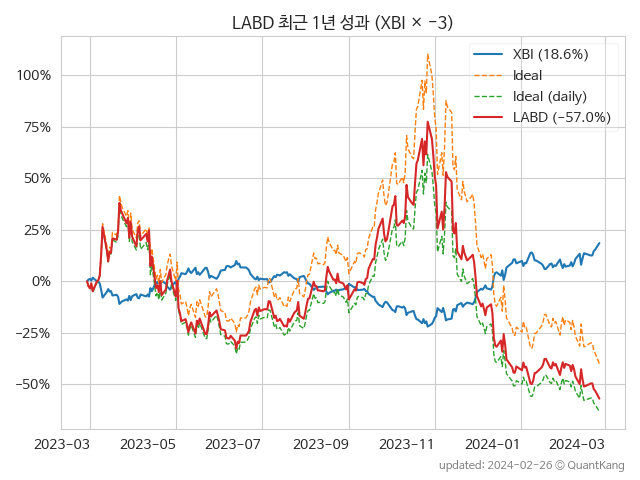 LABD 최근 1년 성과 (XBI × −3)
XBI (18.6%)
Ideal
Ideal (daily)
LABD (−57.0%)
100%
75%
50%
25%
0%
−25%
−50%
2023−03 2023−05 2023−07 2023−09 2023−11 2024−01 2024−03
updated: 2024−02−26 ⓒ QuantKang